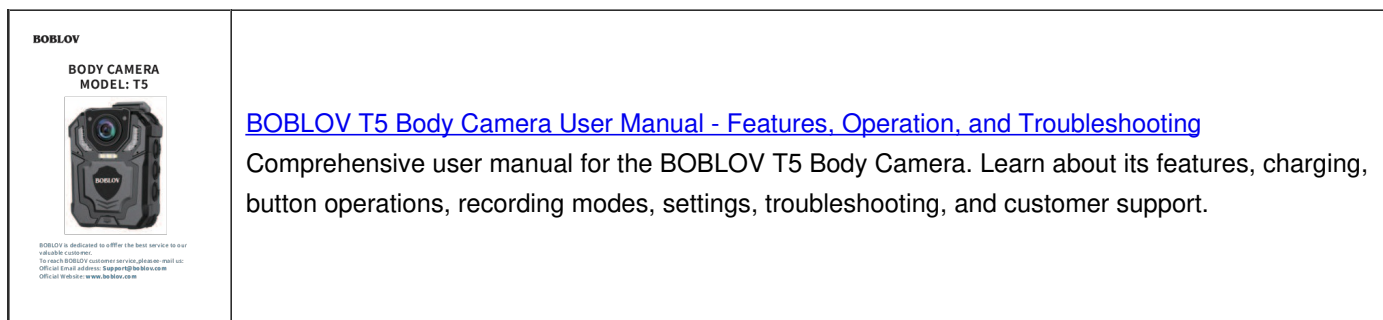 BOBLOV
BODY CAMERA
MODEL: T5
BOBLOV
BOBLOV is dedicated to offfer the best service to our
valuable customer.
To reach BOBLOV customer service,please e-mail us:
Official Email address: Support@boblov.com
Official Website: www.boblov.com
BOBLOV T5 Body Camera User Manual - Features, Operation, and Troubleshooting
Comprehensive user manual for the BOBLOV T5 Body Camera. Learn about its features, charging,
button operations, recording modes, settings, troubleshooting, and customer support.